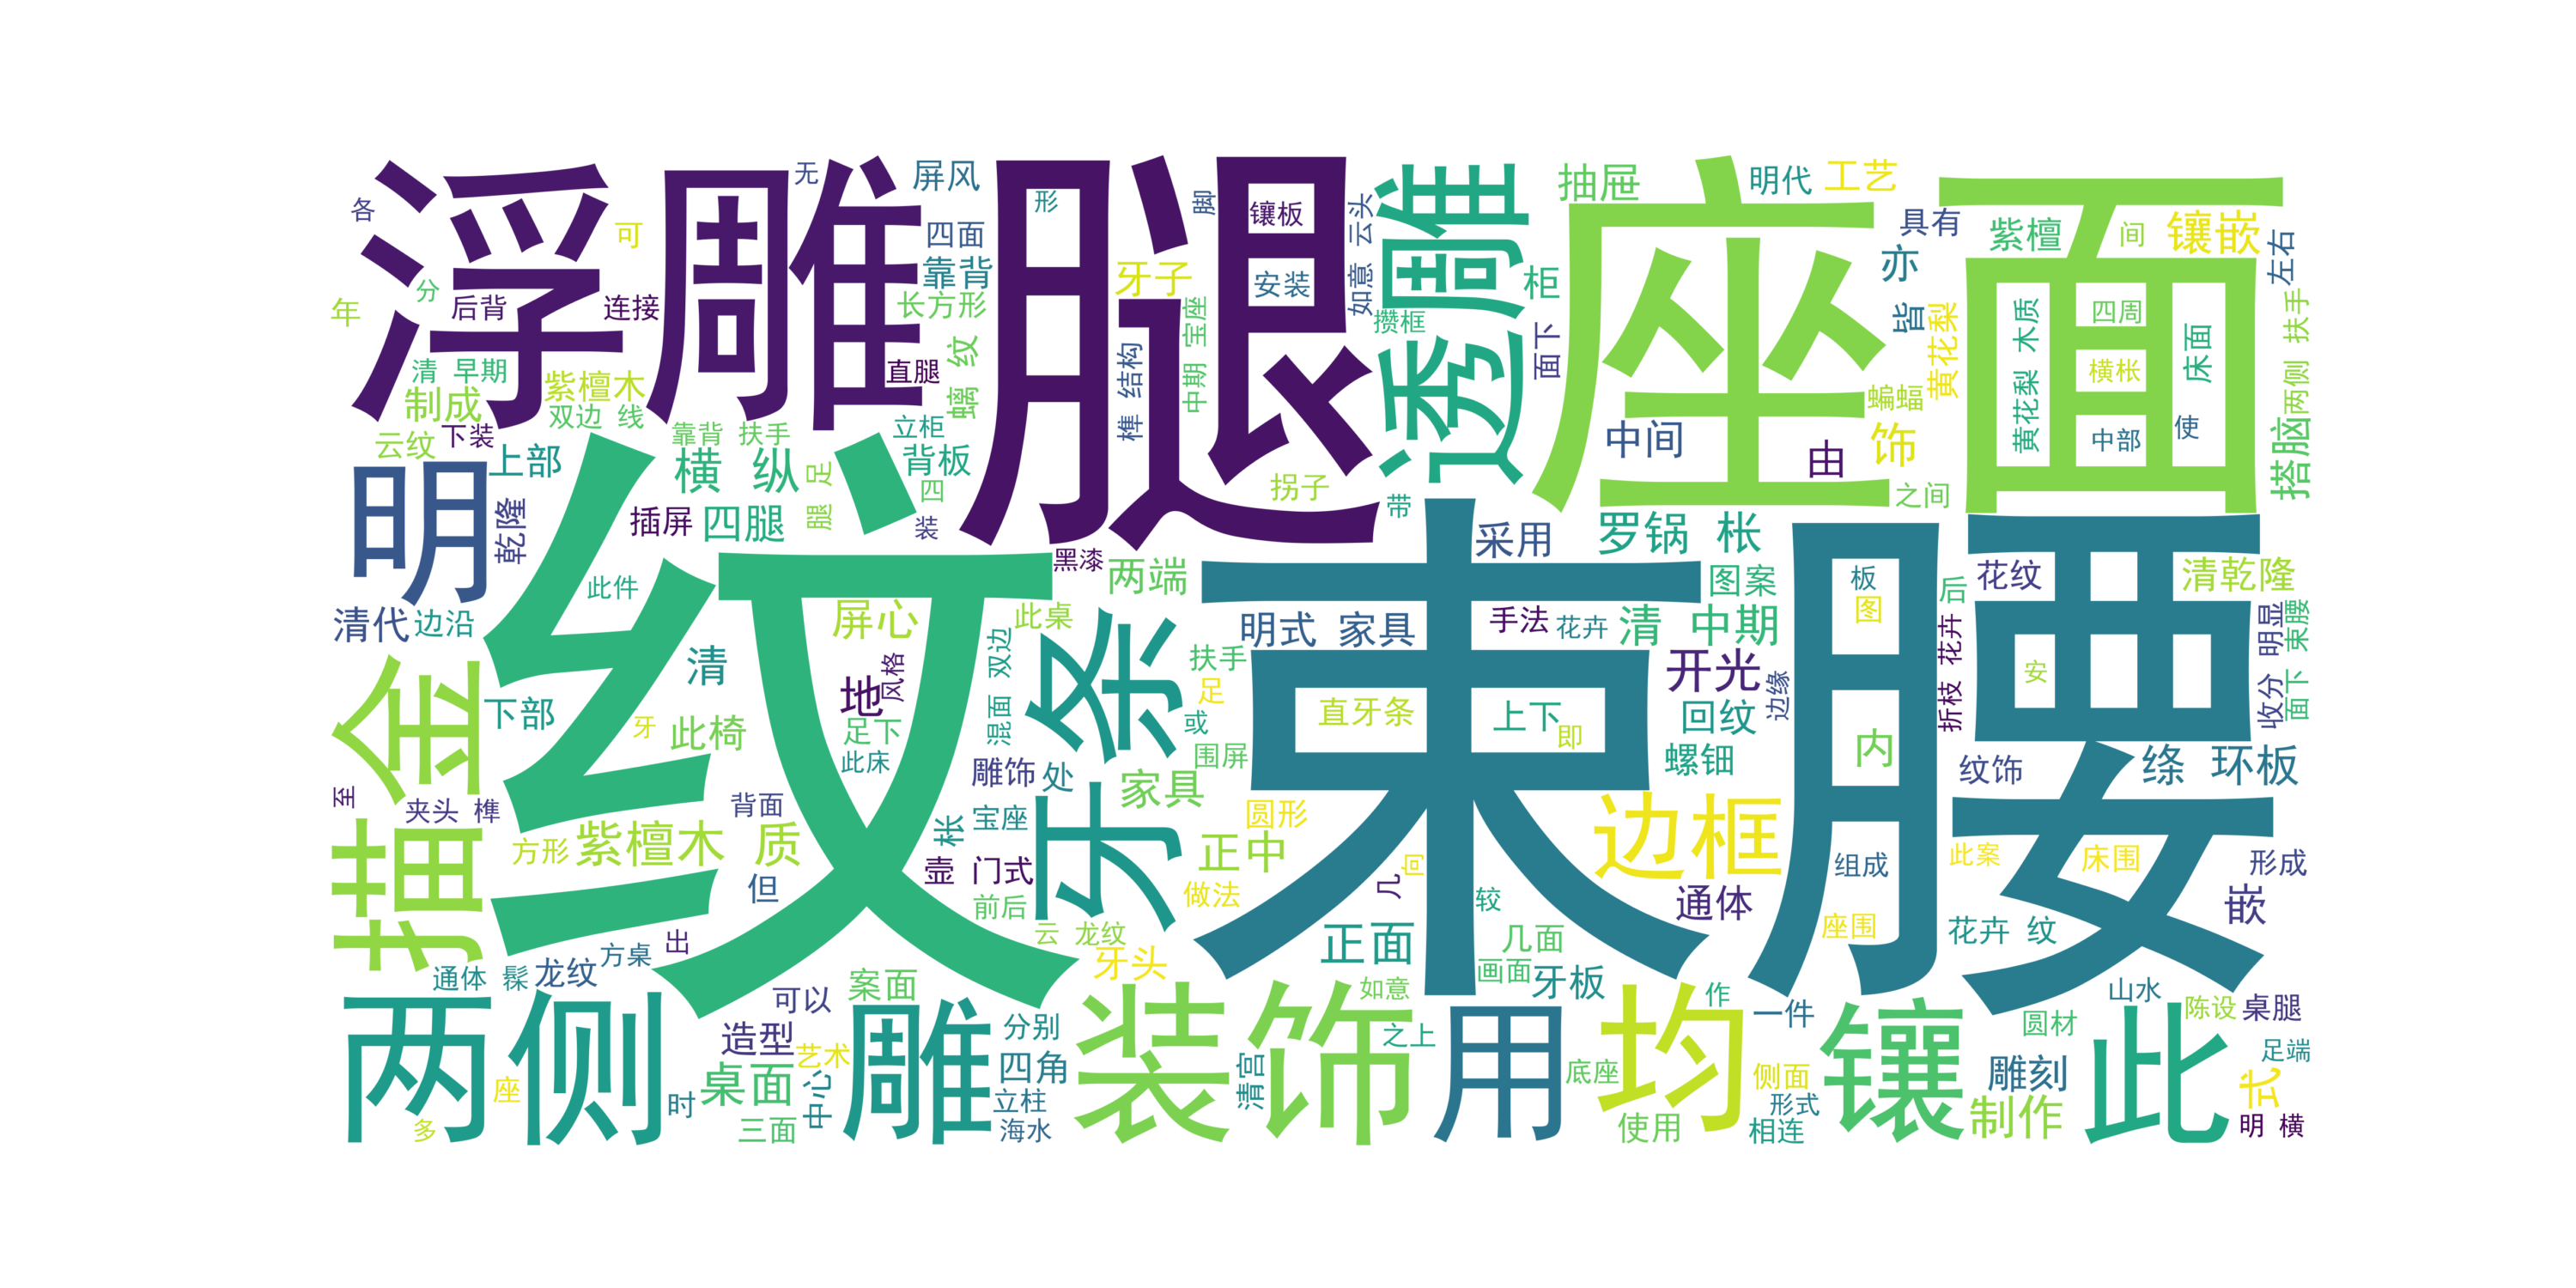 浮雕
腿
透雕
座面
纹
束腰
明
描金
牙条
两侧
雕
装饰
用
均
镶
此
边框
无
屏风
形
脚
镶板
抽屉
明代
工艺
具有
紫檀
间
镶嵌
左右
各
可
四面
靠背
牙子
安装
如意 云头
柜
亦
分
年
后背
连接
长方形
中期 宝座
攒框
面下
皆
黄花梨
黄花梨 木质
四周
床面
两侧 扶手
清 早期
紫檀木
直腿
螭 纹
榫 结构
蝙蝠
横枨
制成
双边 线
云纹
下装
靠背 扶手
立柜
中间
由
饰
中部
使
搭脑
上部
横 纵
腿 足
背板
四
拐子
带
之间
乾隆
插屏
四腿
装
采用
罗锅 枨
黑漆
两端
此件
图案
板
后
花纹
清乾隆
清代
边沿
屏心
此桌
明式 家具
手法
花卉
清 中期
图
折枝 花卉
明显
面下 束腰
清
风格
混面 双边
扶手
开光
安
收分
下部
地
足
直牙条
上下
回纹
边缘
牙
此椅
足下
或
即
内
此床
围屏
雕饰
处
家具
螺钿
纹饰
绦 环板
至
夹头 榫
背面
枨
宝座
圆形
方形
紫檀木 质
壶 门式
正中
向
组成
此案
床围
形成
但
前后
做法
几
较
通体
嵌
云 龙纹
座围
花卉 纹
出
方桌
牙头
正面
几面
画面
牙板
通体 髹
龙纹
可以
案面
如意
作
一件
山水
陈设
桌腿
造型
分别
之上
圆材
艺术
四角
清宫
足端
座
时
桌面
中心
立柱
底座
侧面
雕刻
式
多
三面
海水
使用
形式
相连
制作
明 横